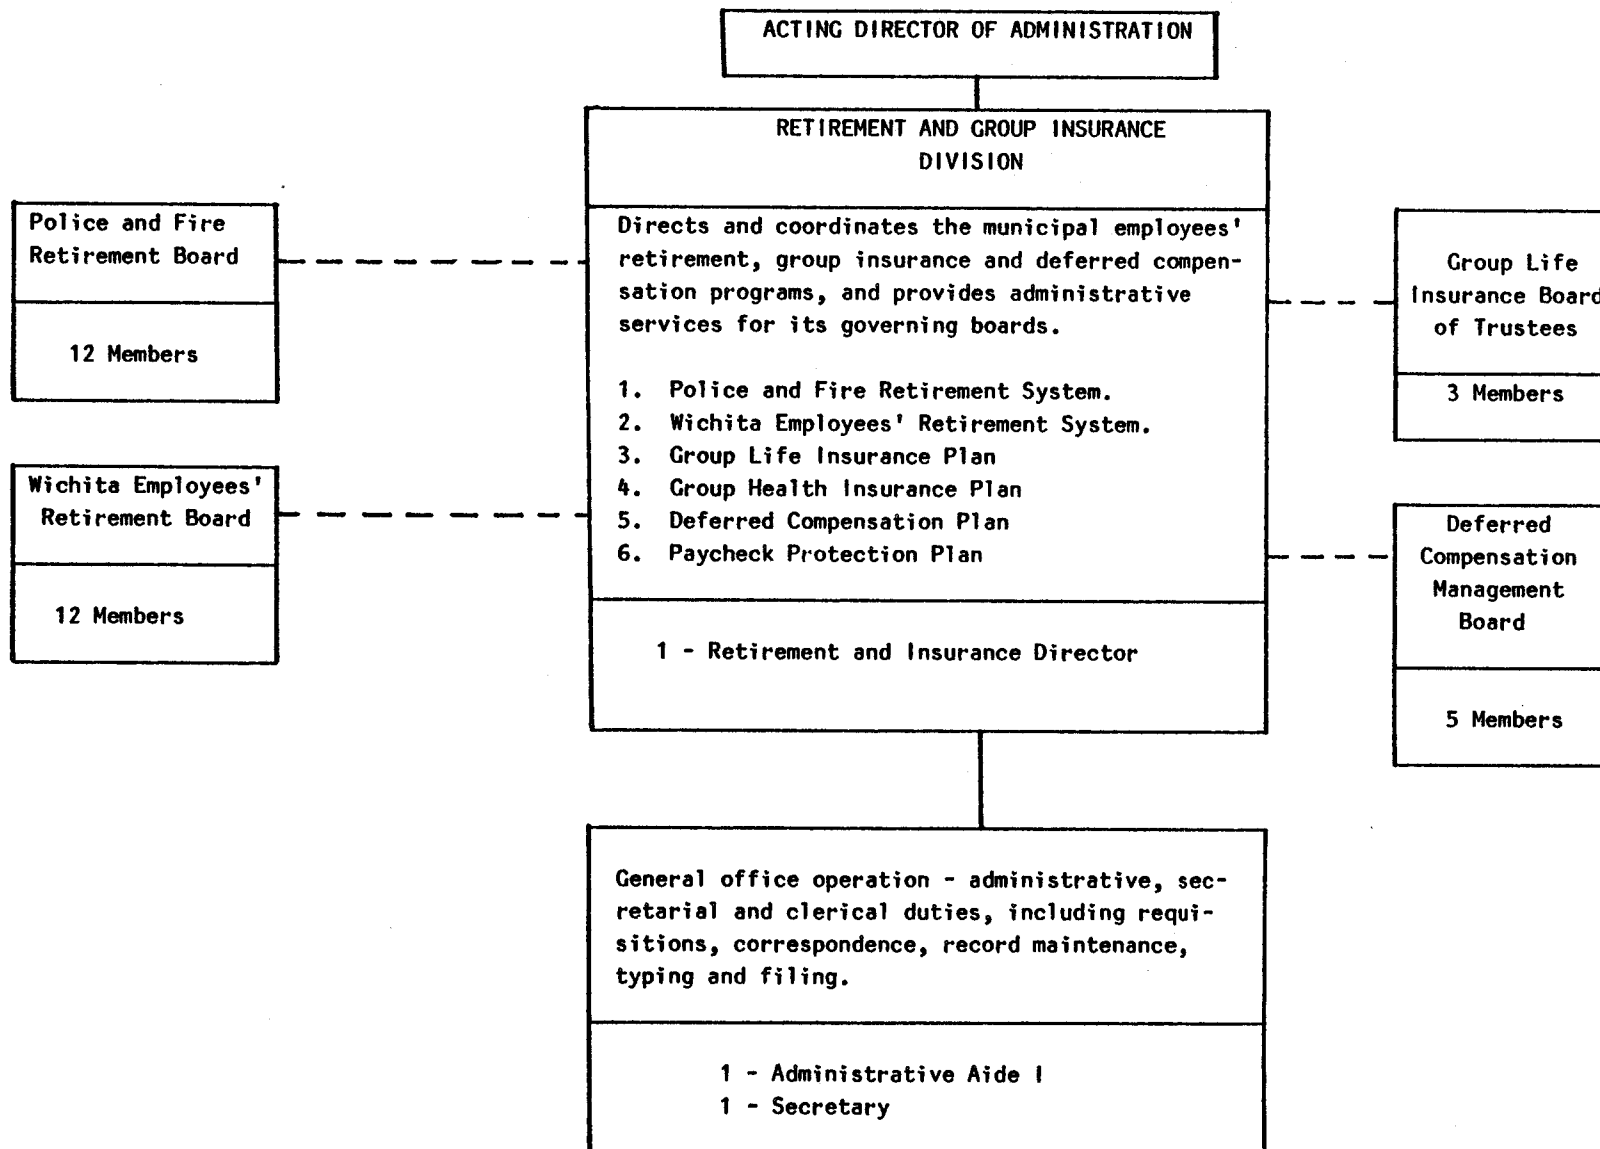 ACTING DIRECTOR OF ADMINISTRATION
RETIREMENT AND GROUP INSURANCE
DIVISION
Police and Fire
Retirement Board
12 Members
Wichita Employees'
Retirement Board
12 Members
Directs and coordinates the municipal employees'
retirement, group insurance and deferred compen-
sation programs, and provides administrative
services for its governing boards.
1. Police and Fire Retirement System.
2. Wichita Employees' Retirement System.
3. Group Life Insurance Plan
4. Group Health Insurance Plan
5. Deferred Compensation Plan
6. Paycheck Protection Plan
1 - Retirement and Insurance Director
Group Life
Insurance Board
of Trustees
3 Members
Deferred
Compensation
Management
Board
5 Members
General office operation - administrative, sec-
retarial and clerical duties, including requi-
sitions, correspondence, record maintenance,
typing and filing.
1 - Administrative Aide I
1 - Secretary